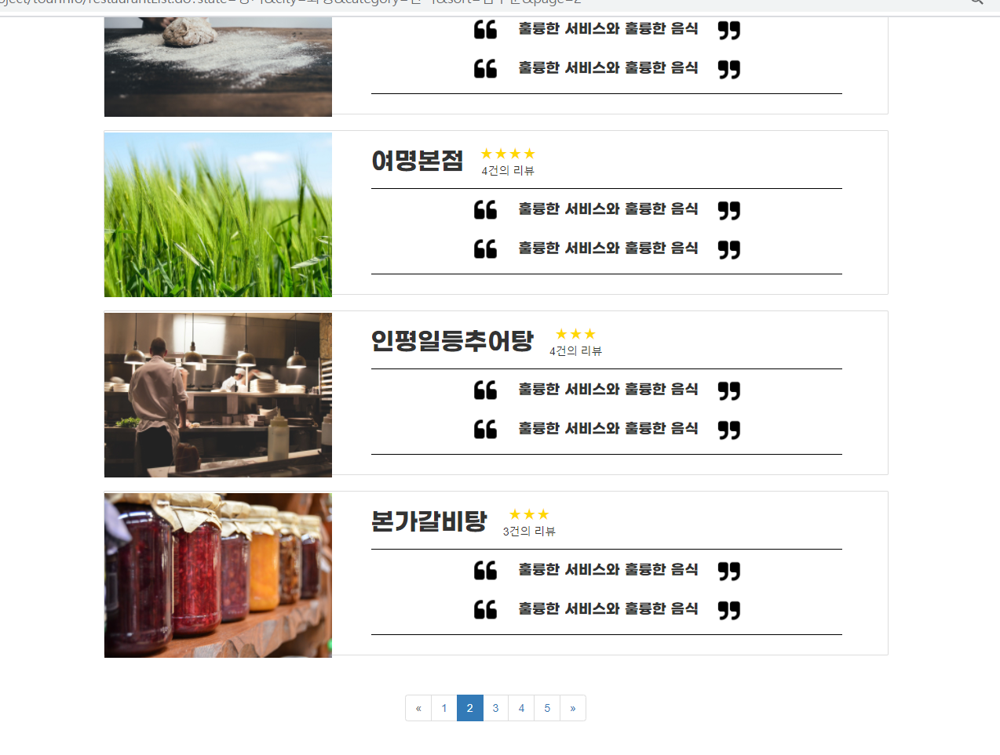 훌륭한 서비스와 훌륭한 음식
훌륭한 서비스와 훌륭한 음식
여명본점 ★★★★
4건의 리뷰
훌륭한 서비스와 훌륭한 음식
훌륭한 서비스와 훌륭한 음식
인평일등추어탕 ★★★
4건의 리뷰
훌륭한 서비스와 훌륭한 음식
훌륭한 서비스와 훌륭한 음식
본가갈비탕 ★★★
3건의 리뷰
훌륭한 서비스와 훌륭한 음식
훌륭한 서비스와 훌륭한 음식
« 1 2 3 4 5 »